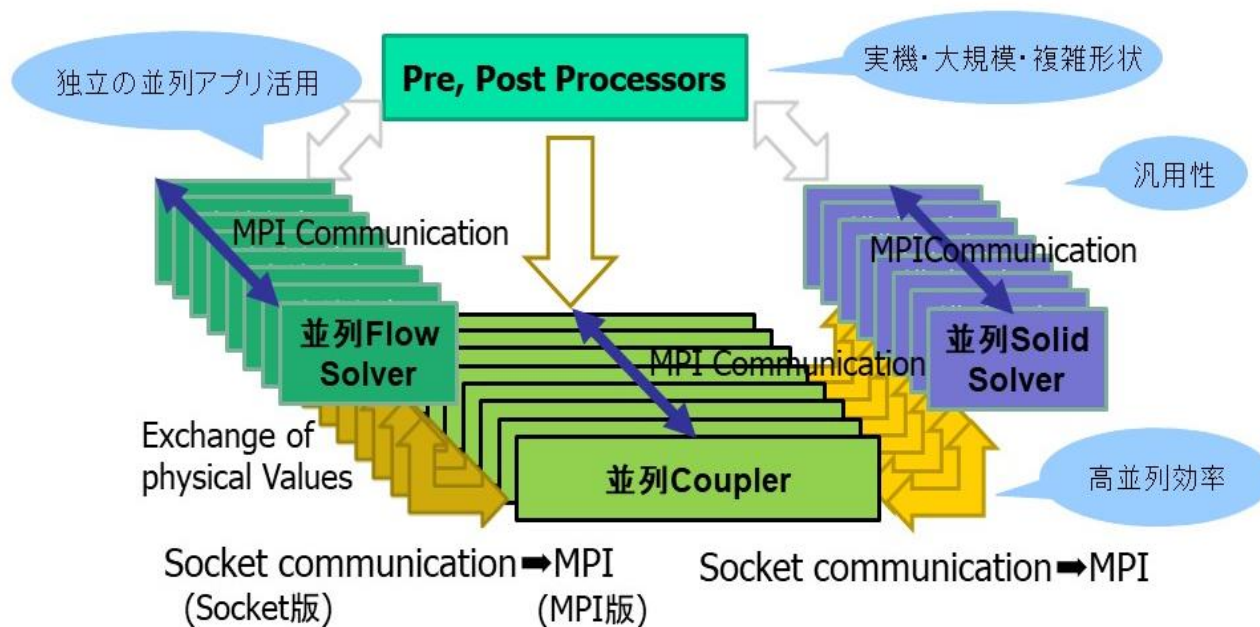 独立の並列アプリ活用
Pre, Post Processors
実機・大規模・複雑形状
汎用性
MPI Communication
MPICommunication
並列Flow
Solver
MPI Communication
並列Solid
Solver
Exchange of
physical Values
並列Coupler
高並列効率
Socket communication➡MPI
(Socket版) (MPI版)
Socket communication➡MPI